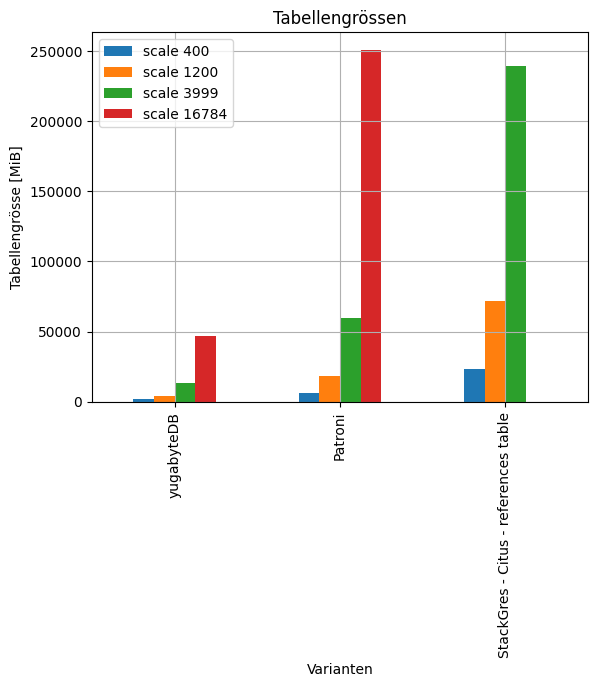 Tabellengrössen
scale 400
scale 1200
scale 3999
scale 16784
Tabellengrösse [MiB]
250000
200000
150000
100000
50000
0
yugabyteDB
Patroni
StackGres - Citus - references table
Varianten